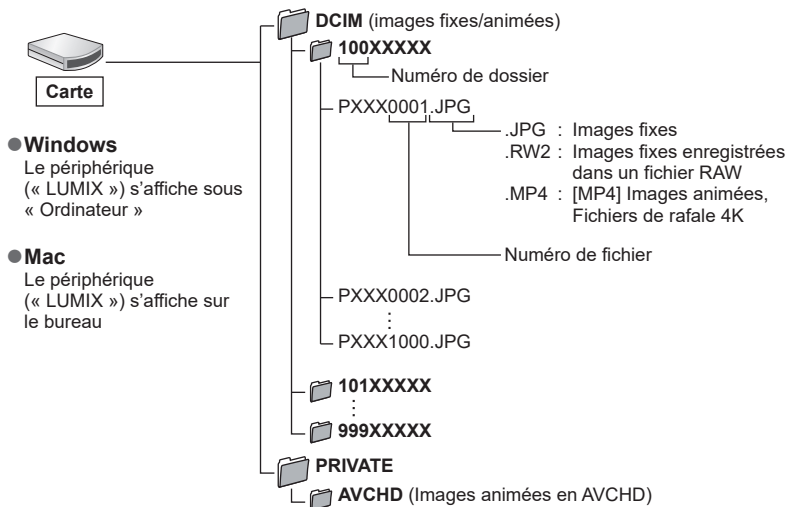 DCIM (images fixes/animées)
100XXXXX
Numéro de dossier
Carte
PXXX0001.JPG
.JPG : Images fixes
.RW2 : Images fixes enregistrées
dans un fichier RAW
.MP4 : [MP4] Images animées,
Fichiers de rafale 4K
Numéro de fichier
●Windows
Le périphérique
(« LUMIX ») s’affiche sous
« Ordinateur »
●Mac
Le périphérique
(« LUMIX ») s’affiche sur
le bureau
PXXX0002.JPG
PXXX1000.JPG
101XXXXX
999XXXXX
PRIVATE
AVCHD (Images animées en AVCHD)